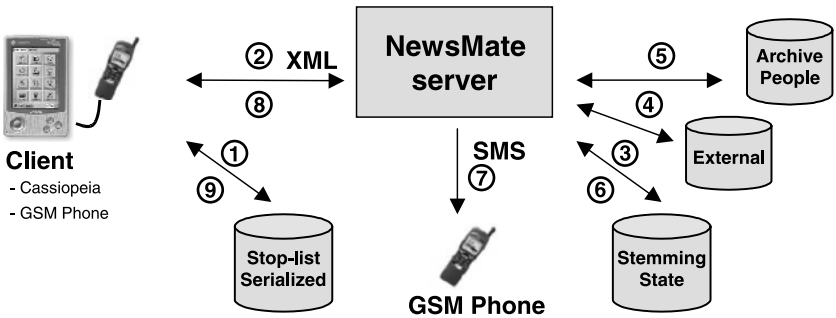 ② XML
⑧
NewsMate
server
⑤
Archive
People
④
External
Client
- Cassiopeia
- GSM Phone
①
⑨
Stop-list
Serialized
SMS
⑦
GSM Phone
③
⑥
Stemming
State